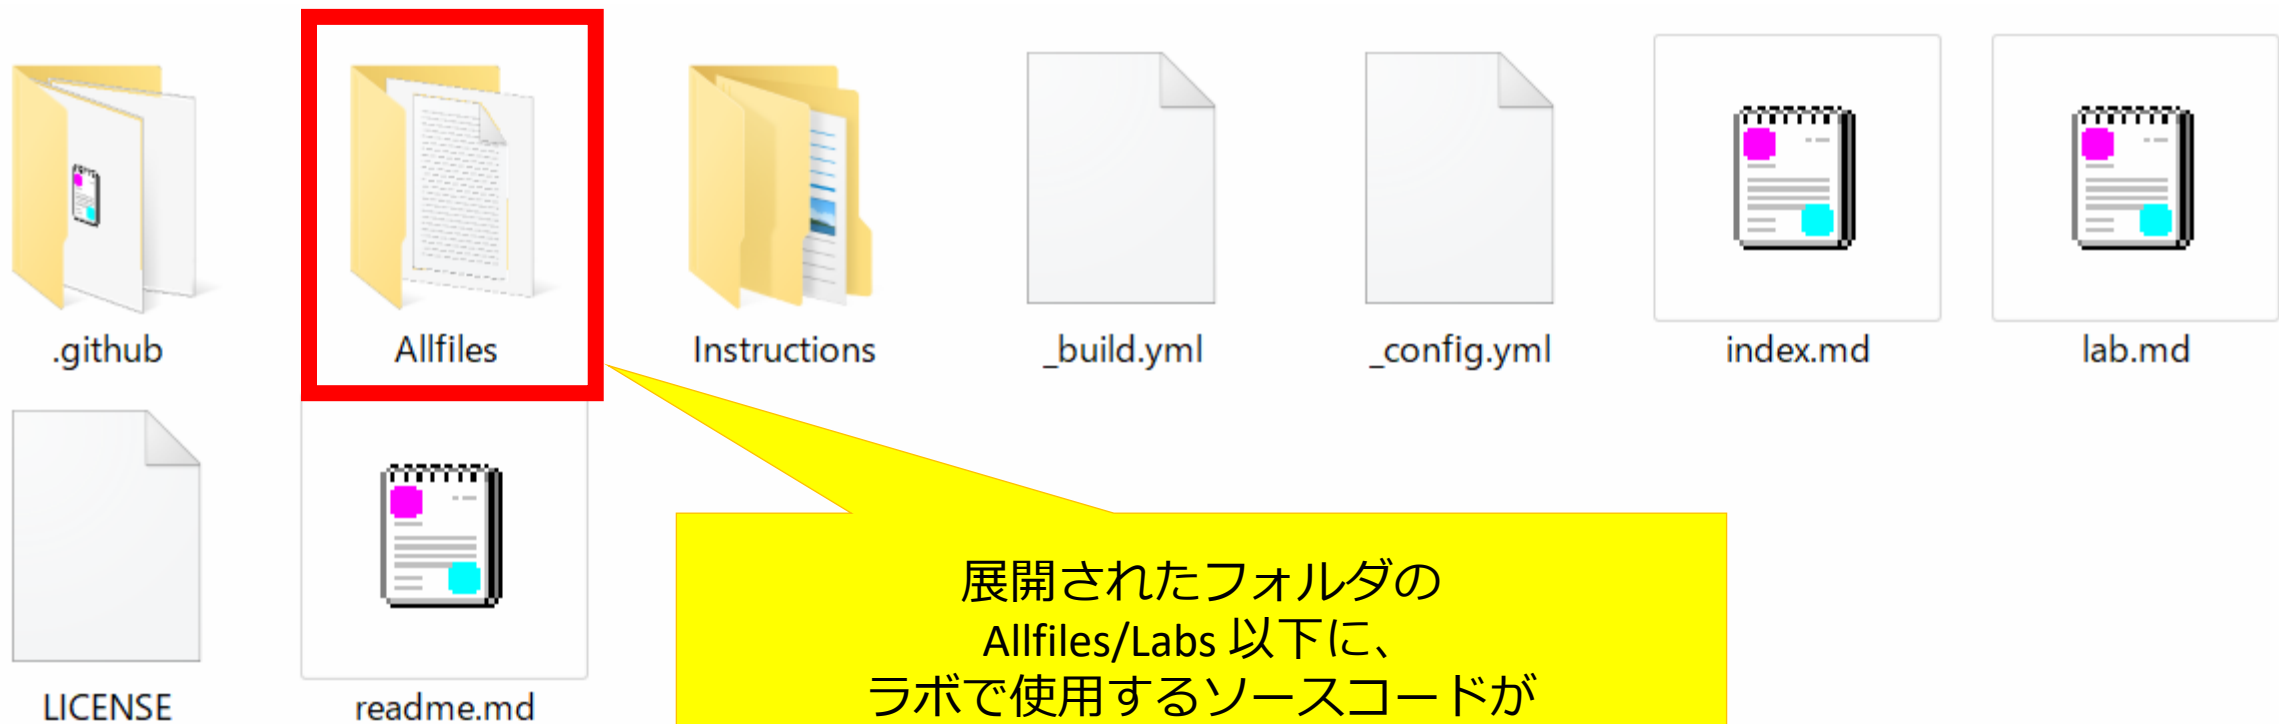 .github
Allfiles
Instructions
_build.yml
_config.yml
index.md
lab.md
LICENSE
readme.md
展開されたフォルダの
Allfiles/Labs 以下に、
ラボで使用するソースコードが